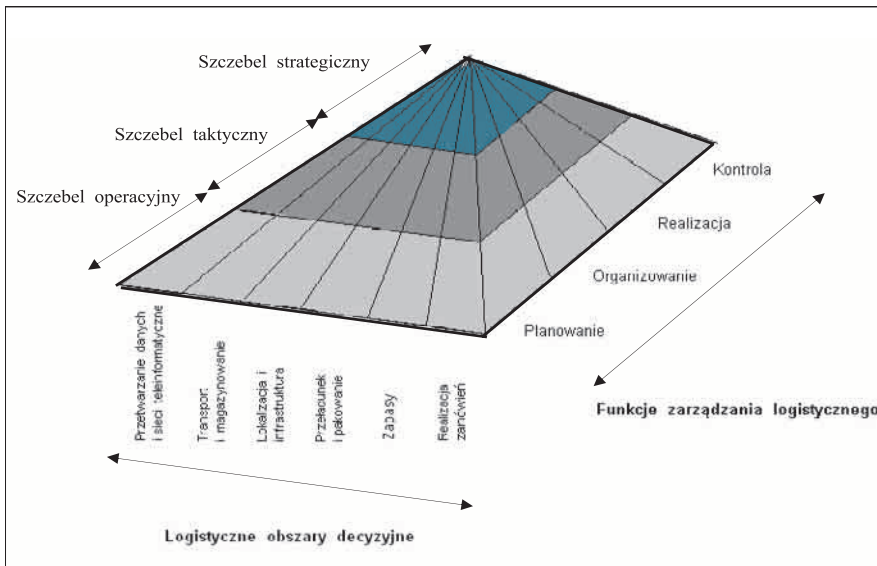 Szczebel strategiczny
Szczebel taktyczny
Szczebel operacyjny
Kontrola
Realizacja
Organizowanie
Planowanie
Przetwarzanie danych
i sieci teleinformatyczne
Transport
i magazynowanie
Lokalizacja i
infrastruktura
Przeładunek
i pakowanie
Zapasy
Realizacja
zamówień
Funkcje zarządzania logistycznego
Logistyczne obszary decyzyjne